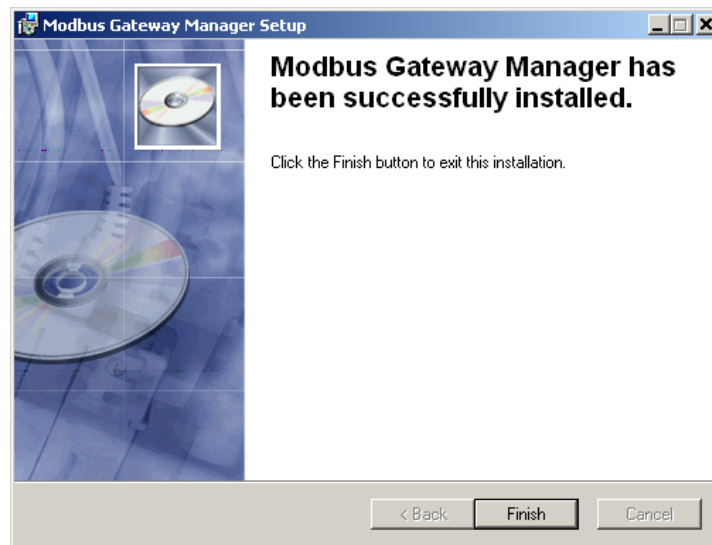 Modbus Gateway Manager Setup
Modbus Gateway Manager has
been successfully installed.
Click the Finish button to exit this installation.
< Back
Finish
Cancel